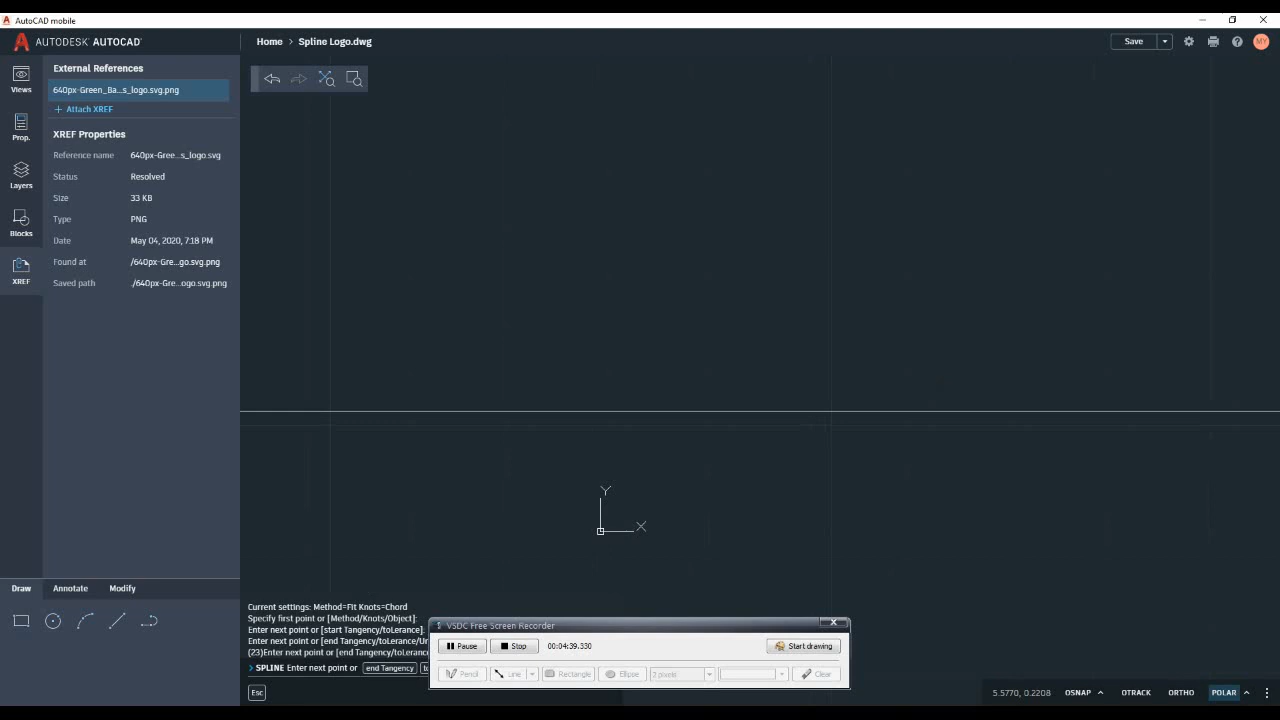 AutoCAD mobile
AUTODESK® AUTOCAD®
Home > Spline Logo.dwg
Save
MY
Views
Prop.
Layers
Blocks
XREF
External References
640px-Green_Ba...s_logo.svg.png
+ Attach XREF
XREF Properties
Reference name 640px-Gree...s_logo.svg
Status Resolved
Size 33 KB
Type PNG
Date May 04, 2020, 7:18 PM
Found at /640px-Gre...go.svg.png
Saved path ./640px-Gre...ogo.svg.png
Y
X
Draw Annotate Modify
Current settings: Method=Fit Knots=Chord
Specify first point or [Method/Knots/Object]:
Enter next point or [start Tangency/toLerance]:
Enter next point or [end Tangency/toLerance/Un
(23)Enter next point or [end Tangency/toLeranc
SPLINE Enter next point or end Tangency
Esc
VSDC Free Screen Recorder
Pause Stop 00:04:39.330 Start drawing
Pencil Line Rectangle Ellipse 2 pixels Clear
5.5770, 0.2208 OSNAP OTRACK ORTHO POLAR